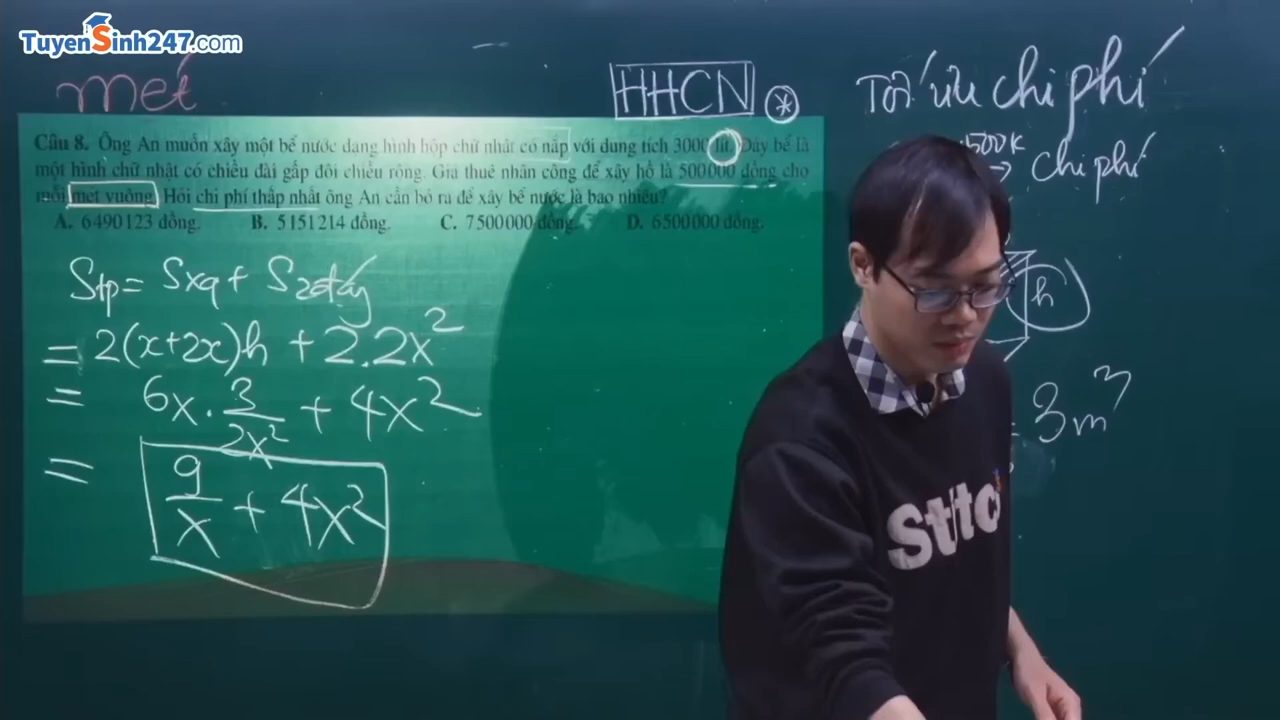 TuyenSinh247.com
mét
HHCN *
Tối ưu chi phí
Câu 8. Ông An muốn xây một bể nước dạng hình hộp chữ nhật có nắp với dung tích 3000 lít. Đáy bể là
một hình chữ nhật có chiều dài gấp đôi chiều rộng. Giá thuê nhân công để xây hồ là 500000 đồng cho
mỗi met vuông. Hỏi chi phí thấp nhất ông An cần bỏ ra để xây bể nước là bao nhiêu?
A. 6490123 đồng. B. 5151214 đồng. C. 7500000 đồng. D. 6500000 đồng.
500K
→ chi phí
h
3m³
Stp = Sxq + S2đáy
= 2(x+2x)h + 2.2x²
= 6x . 3/2x² + 4x²
= 9/x + 4x²